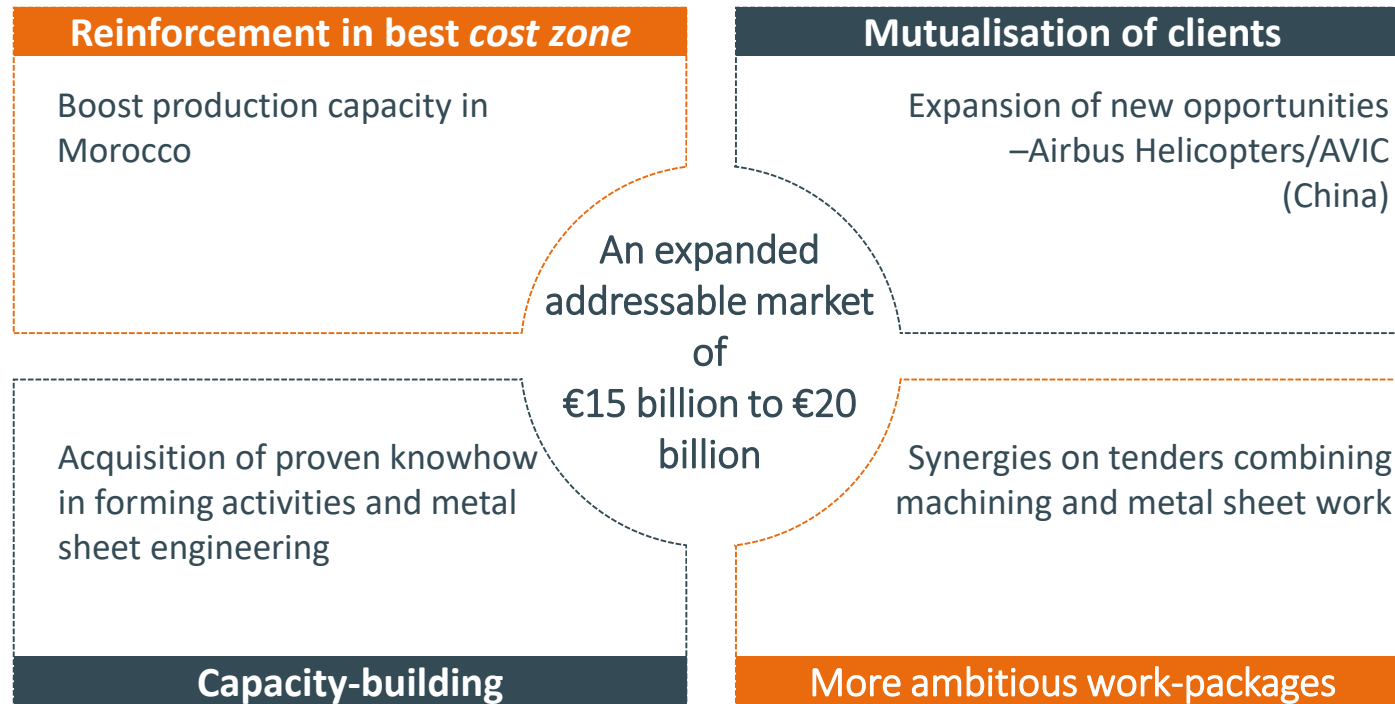 Reinforcement in best cost zone
Boost production capacity in
Morocco
Mutualisation of clients
Expansion of new opportunities
–Airbus Helicopters/AVIC
(China)
An expanded
addressable market
of
€15 billion to €20
billion
Acquisition of proven knowhow
in forming activities and metal
sheet engineering
Capacity-building
Synergies on tenders combining
machining and metal sheet work
More ambitious work-packages